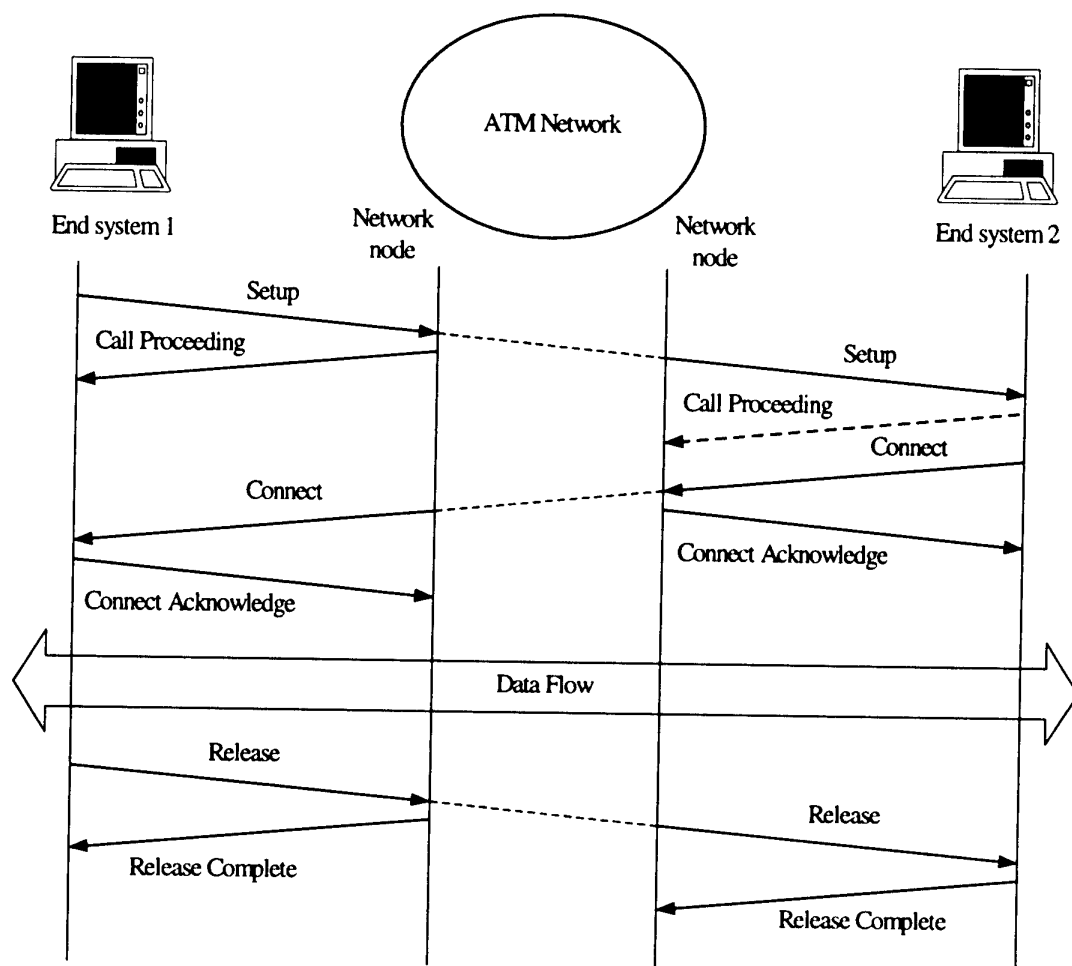 ATM Network
End system 1
Network
node
Network
node
End system 2
Setup
Call Proceeding
Setup
Call Proceeding
Connect
Connect
Connect Acknowledge
Connect Acknowledge
Data Flow
Release
Release
Release Complete
Release Complete